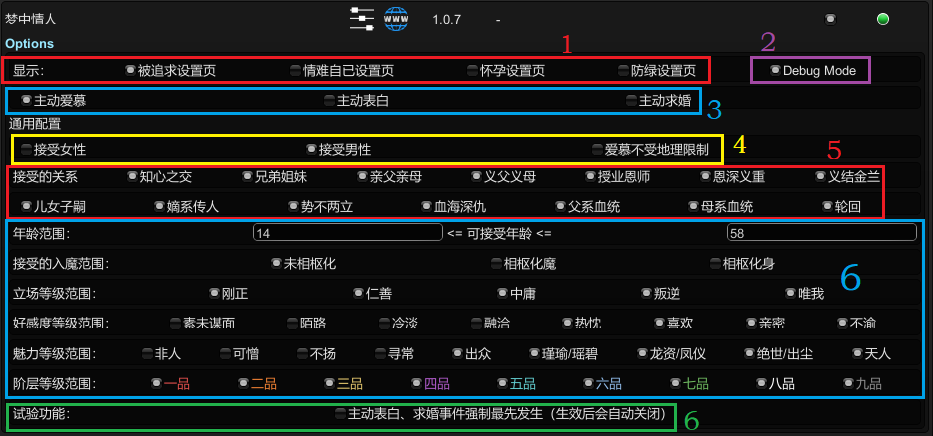 梦中情人 www 1.0.7 -
Options
1 2
显示： 被追求设置页 情难自已设置页 怀孕设置页 防绿设置页 Debug Mode
主动爱慕 主动表白 主动求婚 3
通用配置
接受女性 接受男性 爱慕不受地理限制 4
5
接受的关系 知心之交 兄弟姐妹 亲父亲母 义父义母 授业恩师 恩深义重 义结金兰
儿女子嗣 嫡系传人 势不两立 血海深仇 父系血统 母系血统 轮回
年龄范围： 14 <= 可接受年龄 <= 58
接受的入魔范围： 未相枢化 相枢化魔 相枢化身 6
立场等级范围： 刚正 仁善 中庸 叛逆 唯我
好感度等级范围： 素未谋面 陌路 冷淡 融洽 热忱 喜欢 亲密 不渝
魅力等级范围： 非人 可憎 不扬 寻常 出众 瑾瑜/瑶碧 龙资/凤仪 绝世/出尘 天人
阶层等级范围： 一品 二品 三品 四品 五品 六品 七品 八品 九品
试验功能： 主动表白、求婚事件强制最先发生（生效后会自动关闭） 6